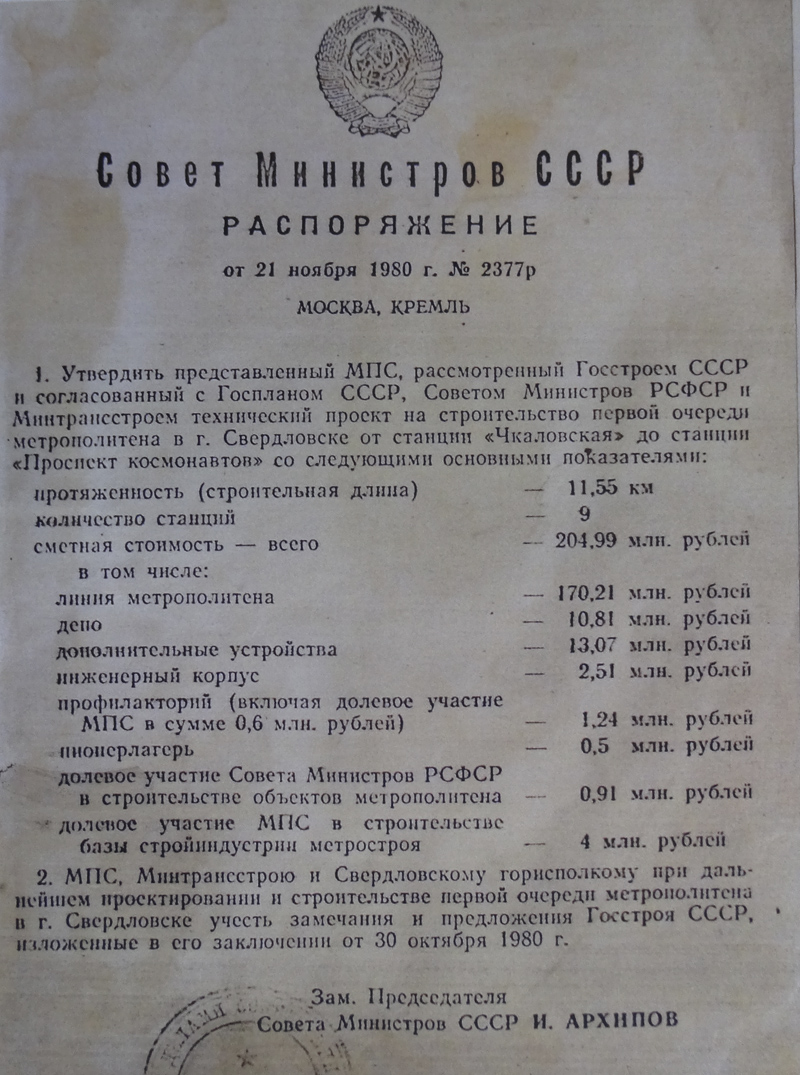 Совет Министров СССР
РАСПОРЯЖЕНИЕ
от 21 ноября 1980 г. № 2377р
МОСКВА, КРЕМЛЬ
1. Утвердить представленный МПС, рассмотренный Госстроем СССР
и согласованный с Госпланом СССР, Советом Министров РСФСР и
Минтрансстроем технический проект на строительство первой очереди
метрополитена в г. Свердловске от станции «Чкаловская» до станции
«Проспект космонавтов» со следующими основными показателями:
протяженность (строительная длина) — 11,55 км
количество станций — 9
сметная стоимость — всего — 204,99 млн. рублей
в том числе:
линия метрополитена — 170,21 млн. рублей
депо — 10,81 млн. рублей
дополнительные устройства — 13,07 млн. рублей
инженерный корпус — 2,51 млн. рублей
профилакторий (включая долевое участие
МПС в сумме 0,6 млн. рублей) — 1,24 млн. рублей
пионерлагерь — 0,5 млн. рублей
долевое участие Совета Министров РСФСР
в строительстве объектов метрополитена — 0,91 млн. рублей
долевое участие МПС в строительстве
базы стройиндустрии метростроя — 4 млн. рублей
2. МПС, Минтрансстрою и Свердловскому горисполкому при даль-
нейшем проектировании и строительстве первой очереди метрополитена
в г. Свердловске учесть замечания и предложения Госстроя СССР,
изложенные в его заключении от 30 октября 1980 г.
Зам. Председателя
Совета Министров СССР И. АРХИПОВ